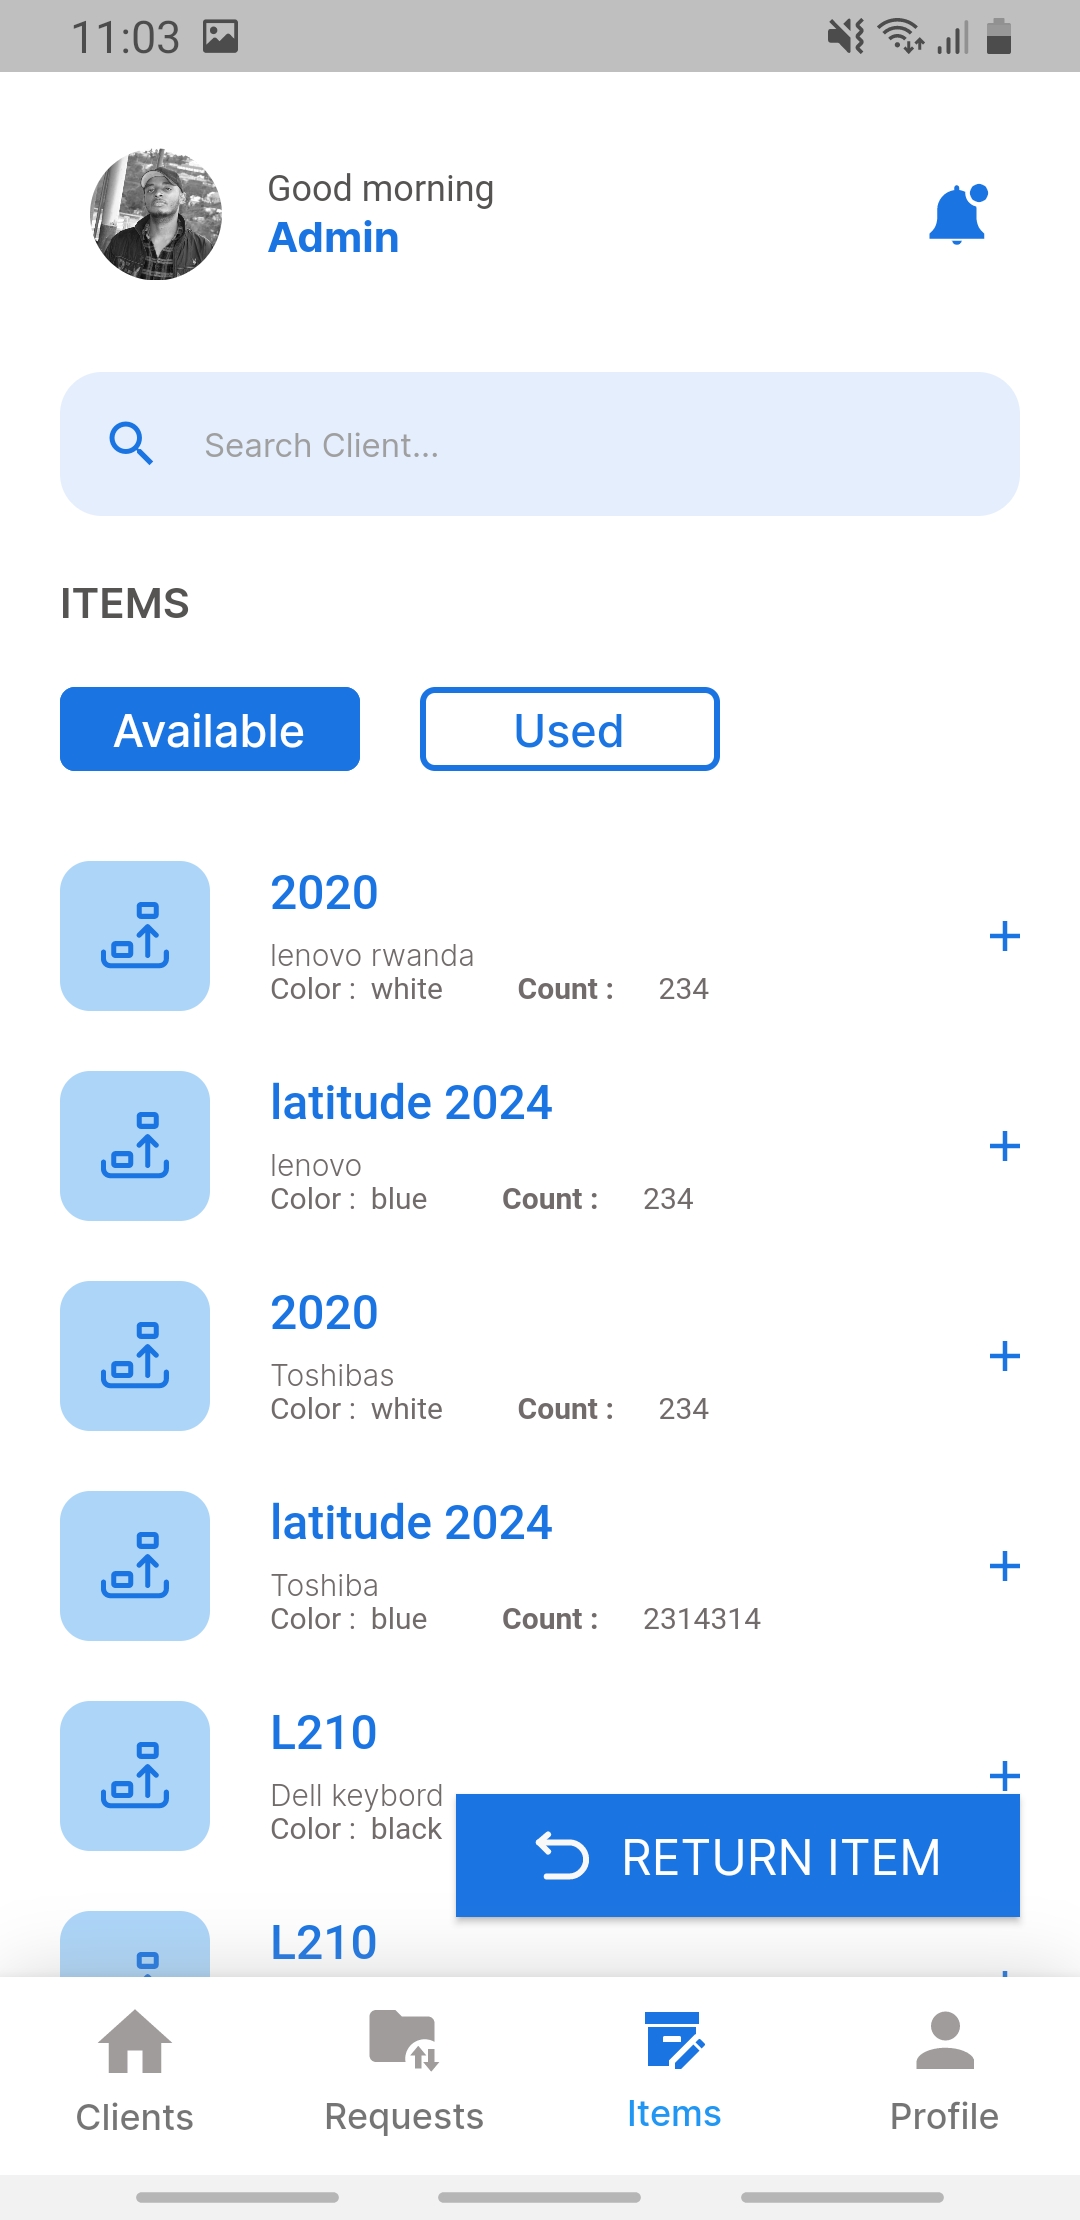 11:03
Good morning
Admin
Search Client...
ITEMS
Available
Used
2020
lenovo rwanda
Color : white Count : 234
latitude 2024
lenovo
Color : blue Count : 234
2020
Toshibas
Color : white Count : 234
latitude 2024
Toshiba
Color : blue Count : 2314314
L210
Dell keybord
Color : black
RETURN ITEM
L210
Clients
Requests
Items
Profile